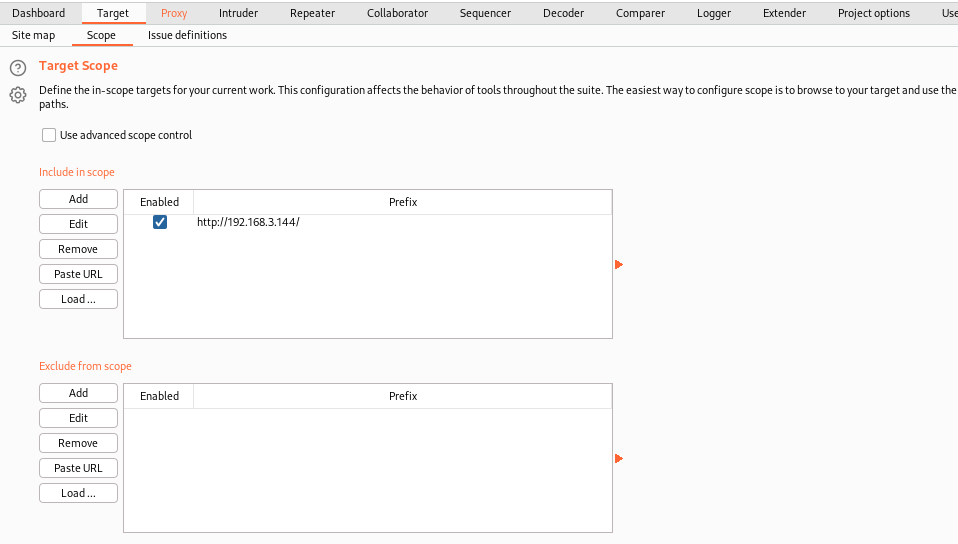 Dashboard Target Proxy Intruder Repeater Collaborator Sequencer Decoder Comparer Logger Extender Project options Use
Site map Scope Issue definitions
Target Scope
Define the in-scope targets for your current work. This configuration affects the behavior of tools throughout the suite. The easiest way to configure scope is to browse to your target and use the
paths.
Use advanced scope control
Include in scope
Add
Edit
Remove
Paste URL
Load ...
Enabled Prefix
http://192.168.3.144/
Exclude from scope
Add
Edit
Remove
Paste URL
Load ...
Enabled Prefix